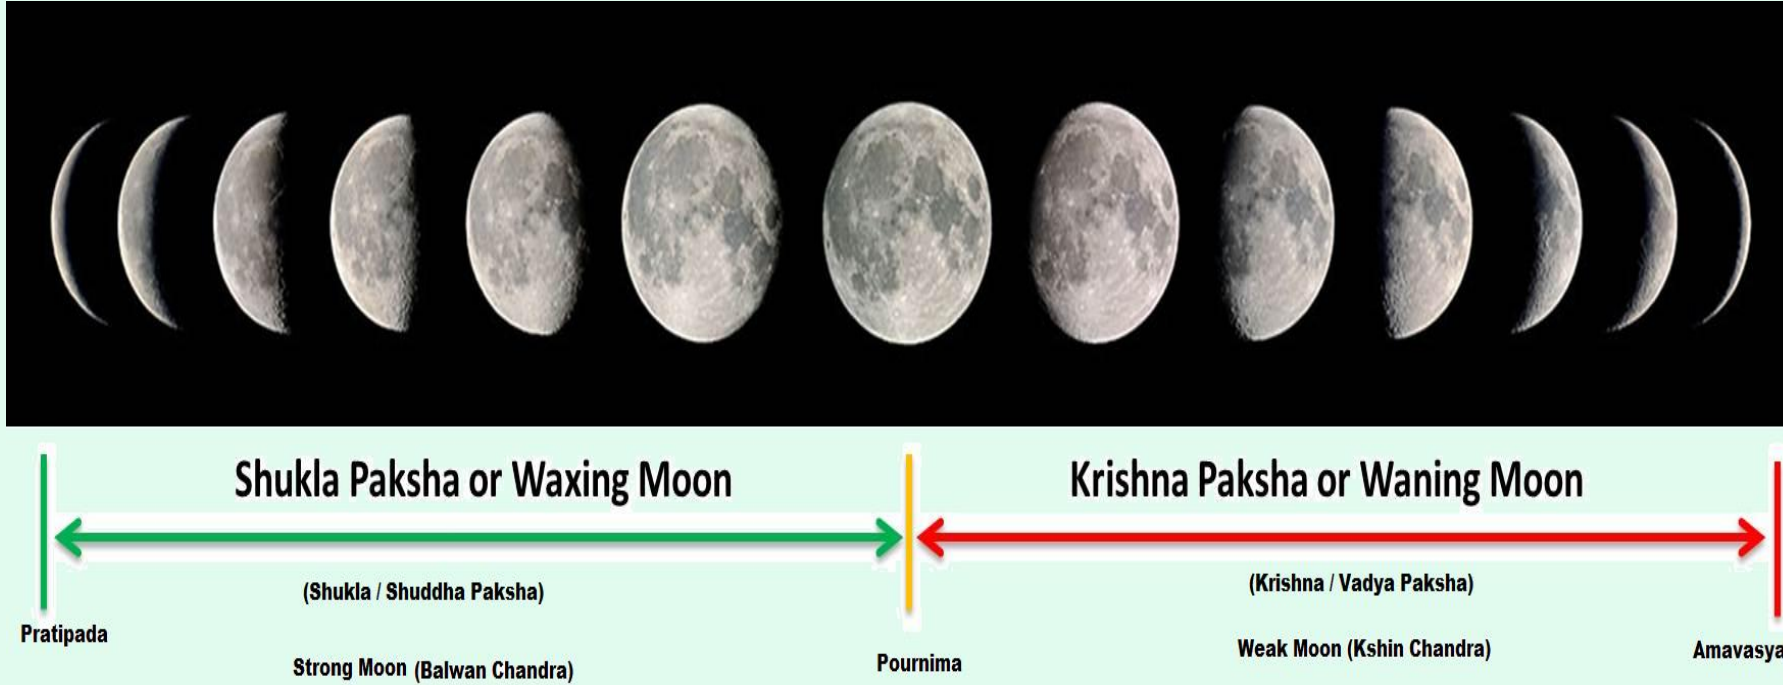 Shukla Paksha or Waxing Moon
Krishna Paksha or Waning Moon
(Shukla / Shuddha Paksha)
(Krishna / Vadya Paksha)
Pratipada
Strong Moon (Balwan Chandra)
Pournima
Weak Moon (Kshin Chandra)
Amavasya